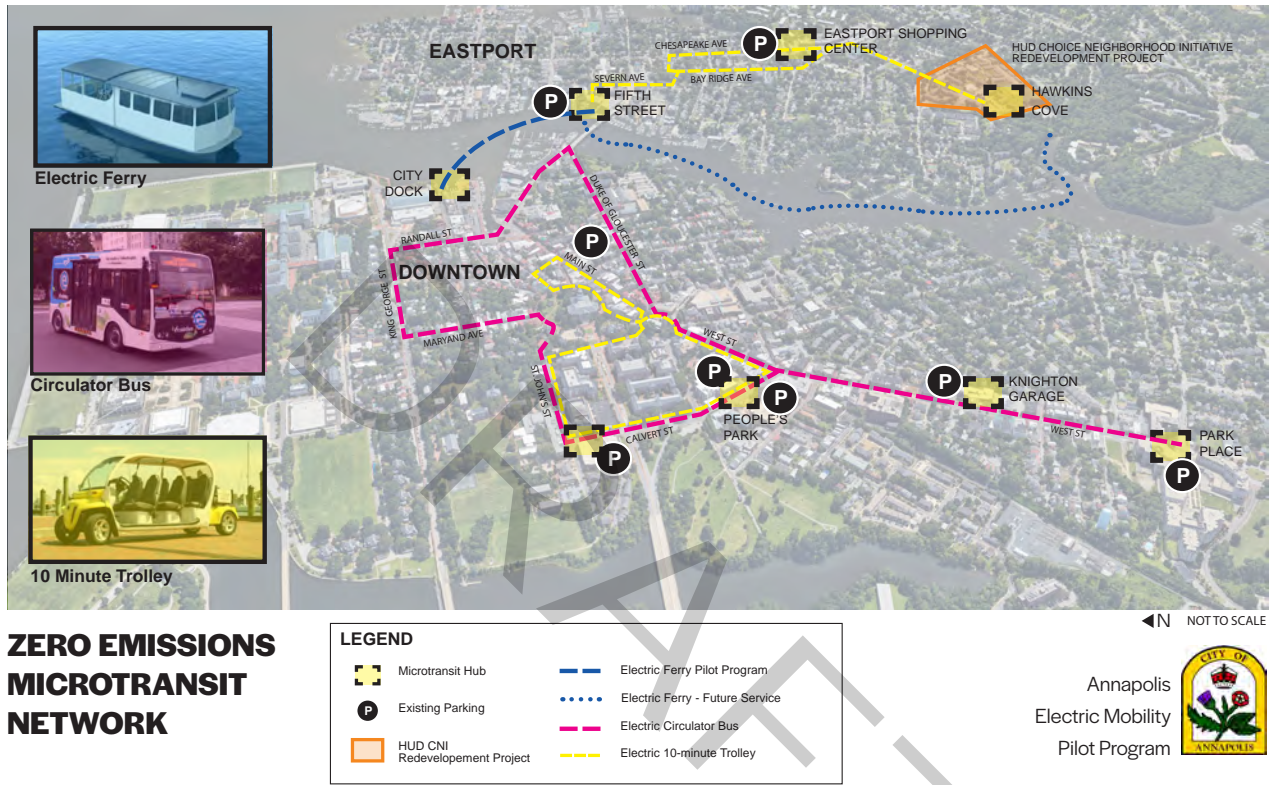 EASTPORT
CHESAPEAKE AVE
P
EASTPORT SHOPPING
CENTER
HUD CHOICE NEIGHBORHOOD INITIATIVE
REDEVELOPMENT PROJECT
SEVERN AVE
BAY RIDGE AVE
P
FIFTH
STREET
HAWKINS
COVE
Electric Ferry
CITY
DOCK
DUKE OF GLOUCESTER ST
RANDALL ST
P
MAIN ST
DOWNTOWN
KING GEORGE ST.
MARYAND AVE
WEST ST
ST. JOHN'S ST.
Circulator Bus
P
P
PEOPLE'S
PARK
P
KNIGHTON
GARAGE
WEST ST
CALVERT ST
P
PARK
PLACE
P
10 Minute Trolley
DRAFT
ZERO EMISSIONS
MICROTRANSIT
NETWORK
LEGEND
Microtransit Hub
P
Existing Parking
HUD CNI
Redevelopement Project
Electric Ferry Pilot Program
Electric Ferry - Future Service
Electric Circulator Bus
Electric 10-minute Trolley
N NOT TO SCALE
Annapolis
Electric Mobility
Pilot Program
CITY OF
ANNAPOLIS